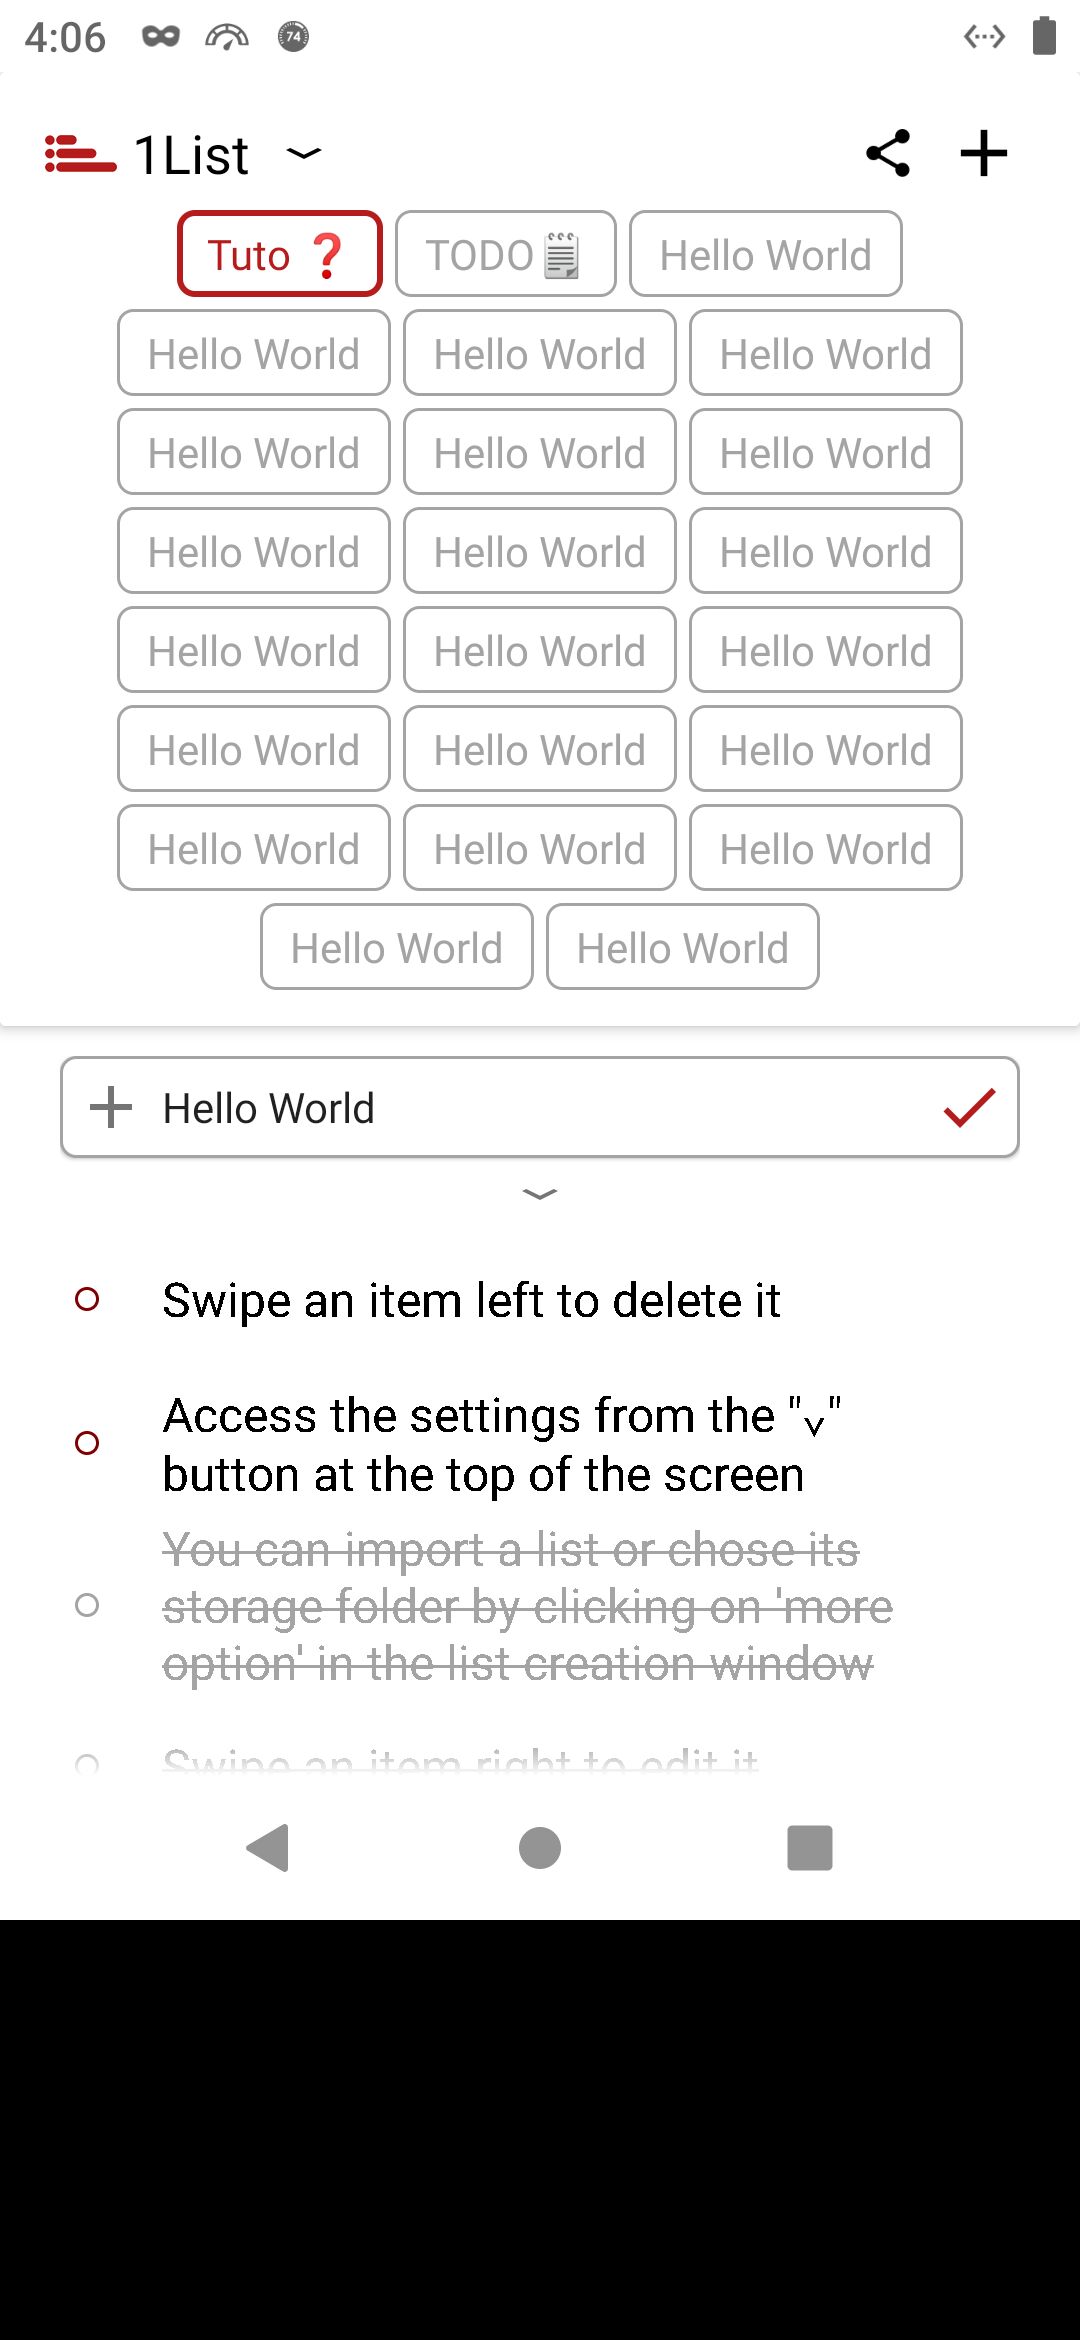 4:06
74
1List
Tuto ❓ TODO🗒 Hello World
Hello World Hello World Hello World
Hello World Hello World Hello World
Hello World Hello World Hello World
Hello World Hello World Hello World
Hello World Hello World Hello World
Hello World Hello World Hello World
Hello World Hello World
Hello World
Swipe an item left to delete it
Access the settings from the "v"
button at the top of the screen
You can import a list or chose its
storage folder by clicking on 'more
option' in the list creation window
Swipe an item right to edit it